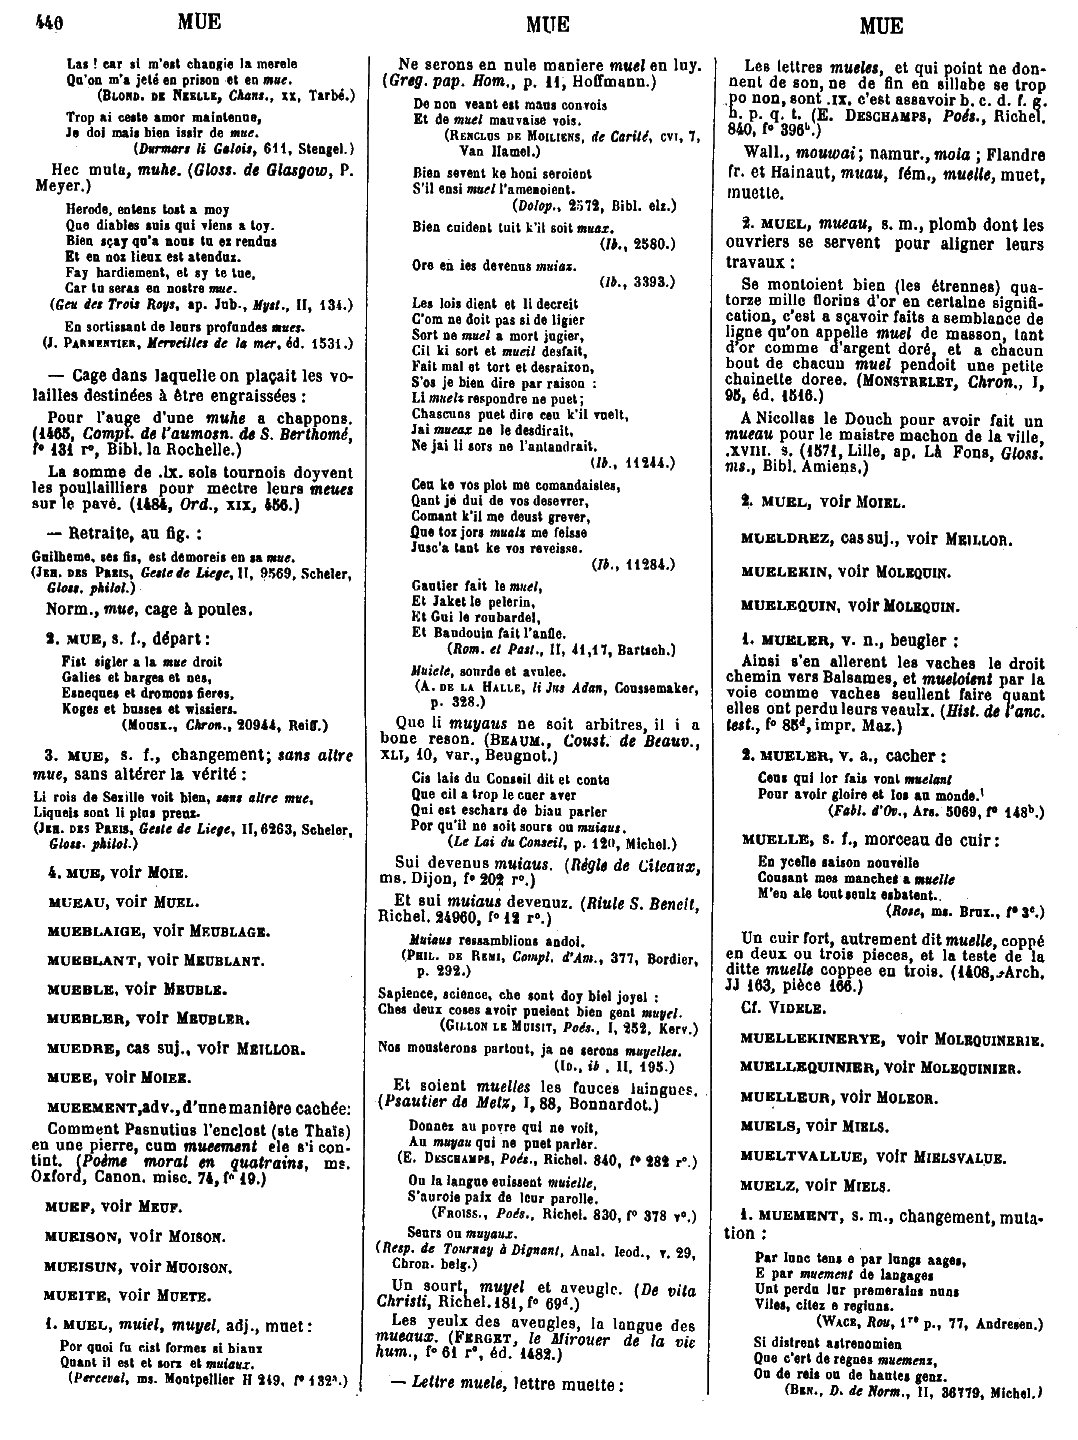 440 MUE MUE MUE
Las ! car si m'est changie la merele
Qu'on m'a jeté en prison et en mue.
(BLOND. DE NEELLE, Chans., XX, Tarbé.)
Trop ai ceste amor maintenue,
Je doi mais bien issir de mue.
(Durmars li Galois, 611, Stengel.)
Hec muta, muhe. (Gloss. de Glasgow, P.
Meyer.)
Herode, entens tost a moy
Que diables suis qui viens a toy.
Bien sçay qu'a nous tu es rendus
Et en noz lieux est atenduz.
Fay hardiement, et sy te tue,
Car tu seras en nostre mue.
(Geu des Trois Roys, ap. Jub., Myst., II, 134.)
En sortissant de leurs profondes mues.
(J. PARMENTIER, Merveilles de la mer, éd. 1531.)
— Cage dans laquelle on plaçait les vo-
lailles destinées à être engraissées :
Pour l'auge d'une muhe a chappons.
(1465, Compt. de l'aumosn. de S. Berthomé,
f° 131 r°, Bibl. la Rochelle.)
La somme de .lx. sols tournois doyvent
les poullailliers pour mectre leurs meues
sur le pavé. (1484, Ord., XIX, 456.)
— Retraite, au fig. :
Guilheme, ses fis, est demoreis en sa mue.
(JEH. DES PREIS, Geste de Liege, II, 9569, Scheler,
Gloss. philol.)
Norm., mue, cage à poules.
2. MUE, s. f., départ :
Fist sigler a la mue droit
Galies et barges et nes,
Esneques et dromons fieres,
Koges et busses et wissiers.
(MOUSK., Chron., 20944, Reiff.)
3. MUE, s. f., changement; sans altre
mue, sans altérer la vérité :
Li rois de Sezille voit bien, sans altre mue,
Liqueis sont li plus preux.
(JEH. DES PREIS, Geste de Liege, II, 6263, Scheler,
Gloss. philol.)
4. MUE, voir MOIE.
MUEAU, voir MUEL.
MUEBLAIGE, voir MEUBLAGE.
MUEBLANT, voir MEUBLANT.
MUEBLE, voir MEUBLE.
MUEBLER, voir MEUBLER.
MUEDRE, cas suj., voir MEILLOR.
MUEE, voir MOIEE.
MUEEMENT, adv., d'une manière cachée:
Comment Pasnutius l'enclost (ste Thaïs)
en une pierre, cum mueement ele s'i con-
tint. (Poème moral en quatrains, ms.
Oxford, Canon. misc. 74, f° 19.)
MUEF, voir MEUF.
MUEISON, voir MOISON.
MUEISUN, voir MUOISON.
MUEITE, voir MUETE.
1. MUEL, muiel, muyel, adj., muet :
Por quoi fu cist formes si biaux
Quant il est et sorz et muiaux.
(Perceval, ms. Montpellier H 249, f° 132ª.)
Ne serons en nule maniere muel en luy.
(Greg. pap. Hom., p. 11, Hoffmann.)
De non veant est maus convois
Et de muel mauvaise vois.
(RENCLUS DE MOILIENS, de Carité, CVI, 7,
Van Hamel.)
Bien sevent ke honi seroient
S'il ensi muel l'amenoient.
(Dolop., 2572, Bibl. elz.)
Bien cuident tuit k'il soit muax.
(Ib., 2580.)
Ore en ies devenus muiax.
(Ib., 3393.)
Les lois dient et li decreit
C'om ne doit pas si de ligier
Sort ne muel a mort jugier,
Cil ki sort et mueil desfait,
Fait mal et tort et desraixon,
S'os je bien dire par raison :
Li muelz respondre ne puet ;
Chascuns puet dire ceu k'il vuelt,
Jai mueax ne le desdirait,
Ne jai li sors ne l'antandrait.
(Ib., 11244.)
Ceu ke vos plot me comandaistes,
Qant je dui de vos desevrer,
Comant k'il me deust grever,
Que toz jors mualz me feisse
Jusc'a tant ke vos reveisse.
(Ib., 11284.)
Gautier fait le muel,
Et Jaket le pelerin,
Et Gui le roubardel,
Et Baudouin fait l'anfle.
(Rom. et Past., II, 41,17, Bartsch.)
Muiele, sourde et avulee.
(A. DE LA HALLE, li Jus Adan, Coussemaker,
p. 328.)
Que li muyaus ne soit arbitres, il i a
bone reson. (BEAUM., Coust. de Beauv.,
XLI, 10, var., Beugnot.)
Cis lais du Conseil dit et conte
Que cil a trop le cuer aver
Qui est eschars de biau parler
Por qu'il ne soit sours ou muiaus.
(Le Lai du Conseil, p. 120, Michel.)
Sui devenus muiaus. (Règle de Citeaux,
ms. Dijon, f° 202 r°.)
Et sui muiaus devenuz. (Riule S. Beneit,
Richel. 24960, f° 12 r°.)
Muiaus ressamblions andoi.
(PHIL. DE REMI, Compl. d'Am., 377, Bordier,
p. 292.)
Sapience, science, che sont doy biel joyel :
Ches deux coses avoir pueient bien gent muyel.
(GILLON LE MUISIT, Poés., I, 252, Kerv.)
Nos monsterons partout, ja ne serons muyelles.
(ID., ib., II, 195.)
Et soient muelles les fauces laingues.
(Psautier de Metz, I, 88, Bonnardot.)
Donnez au povre qui ne voit,
Au muyau qui ne puet parler.
(E. DESCHAMPS, Poés., Richel. 840, f° 282 r°.)
Ou la langue euissent muielle,
S'auroie paix de leur parolle.
(FROISS., Poés., Richel. 830, f° 378 v°.)
Seurs ou muyaux.
(Resp. de Tournay à Dignant, Anal. leod., v. 29,
Chron. belg.)
Un sourt, muyel et aveugle. (De vita
Christi, Richel. 181, f° 69ᵈ.)
Les yeulx des aveugles, la langue des
mueaux. (FERGET, le Mirouer de la vie
hum., f° 61 r°, éd. 1482.)
— Lettre muele, lettre muette :
Les lettres mueles, et qui point ne don-
nent de son, ne de fin en sillabe se trop
po non, sont .IX. c'est assavoir b. c. d. f. g.
h. p. q. t. (E. DESCHAMPS, Poés., Richel.
840, f° 396ᵇ.)
Wall., mouwai ; namur., moia ; Flandre
fr. et Hainaut, muau, fém., muelle, muet,
muette.
2. MUEL, mueau, s. m., plomb dont les
ouvriers se servent pour aligner leurs
travaux :
Se montoient bien (les étrennes) qua-
torze mille florins d'or en certaine signifi-
cation, c'est a sçavoir faits a semblance de
ligne qu'on appelle muel de masson, tant
d'or comme d'argent doré, et a chacun
bout de chacun muel pendoit une petite
chainette doree. (MONSTRELET, Chron., I,
95, éd. 1516.)
A Nicollas le Douch pour avoir fait un
mueau pour le maistre machon de la ville,
.XVIII. s. (1571, Lille, ap. La Fons, Gloss.
ms., Bibl. Amiens.)
2. MUEL, voir MOIEL.
MUELDREZ, cas suj., voir MEILLOR.
MUELEKIN, voir MOLEQUIN.
MUELEQUIN, voir MOLEQUIN.
1. MUELER, v. n., beugler :
Ainsi s'en allerent les vaches le droit
chemin vers Balsames, et mueloient par la
voie comme vaches seullent faire quant
elles ont perdu leurs veaulx. (Hist. de l'anc.
test., f° 85ᵈ, impr. Maz.)
2. MUELER, v. a., cacher :
Ceus qui lor fais vont muelant
Pour avoir gloire et los au monde.
(Fabl. d'Ov., Ars. 5069, f° 148ᵇ.)
MUELLE, s. f., morceau de cuir :
En ycelle saison nouvelle
Cousant mes manches a muelle
M'en ale tout seulz esbatent.
(Rose, ms. Brux., f° 3ᶜ.)
Un cuir fort, autrement dit muelle, coppé
en deux ou trois pieces, et la teste de la
ditte muelle coppee en trois. (1408, Arch.
JJ 163, pièce 166.)
Cf. VIDELE.
MUELLEKINERYE, voir MOLEQUINERIE.
MUELLEQUINIER, voir MOLEQUINIER.
MUELLEUR, voir MOLEOR.
MUELS, voir MIELS.
MUELTVALLUE, voir MIELSVALUE.
MUELZ, voir MIELS.
1. MUEMENT, s. m., changement, muta-
tion :
Par lunc tens e par lungs aages,
E par muement de langages
Unt perdu lur premerains nuns
Viles, citez e regiuns.
(WACE, Rou, 1ʳᵉ p., 77, Andresen.)
Si distrent astrenomien
Que c'ert de regnes muemenz,
Ou de reis ou de hautes genz.
(BEN., D. de Norm., II, 36779, Michel.)